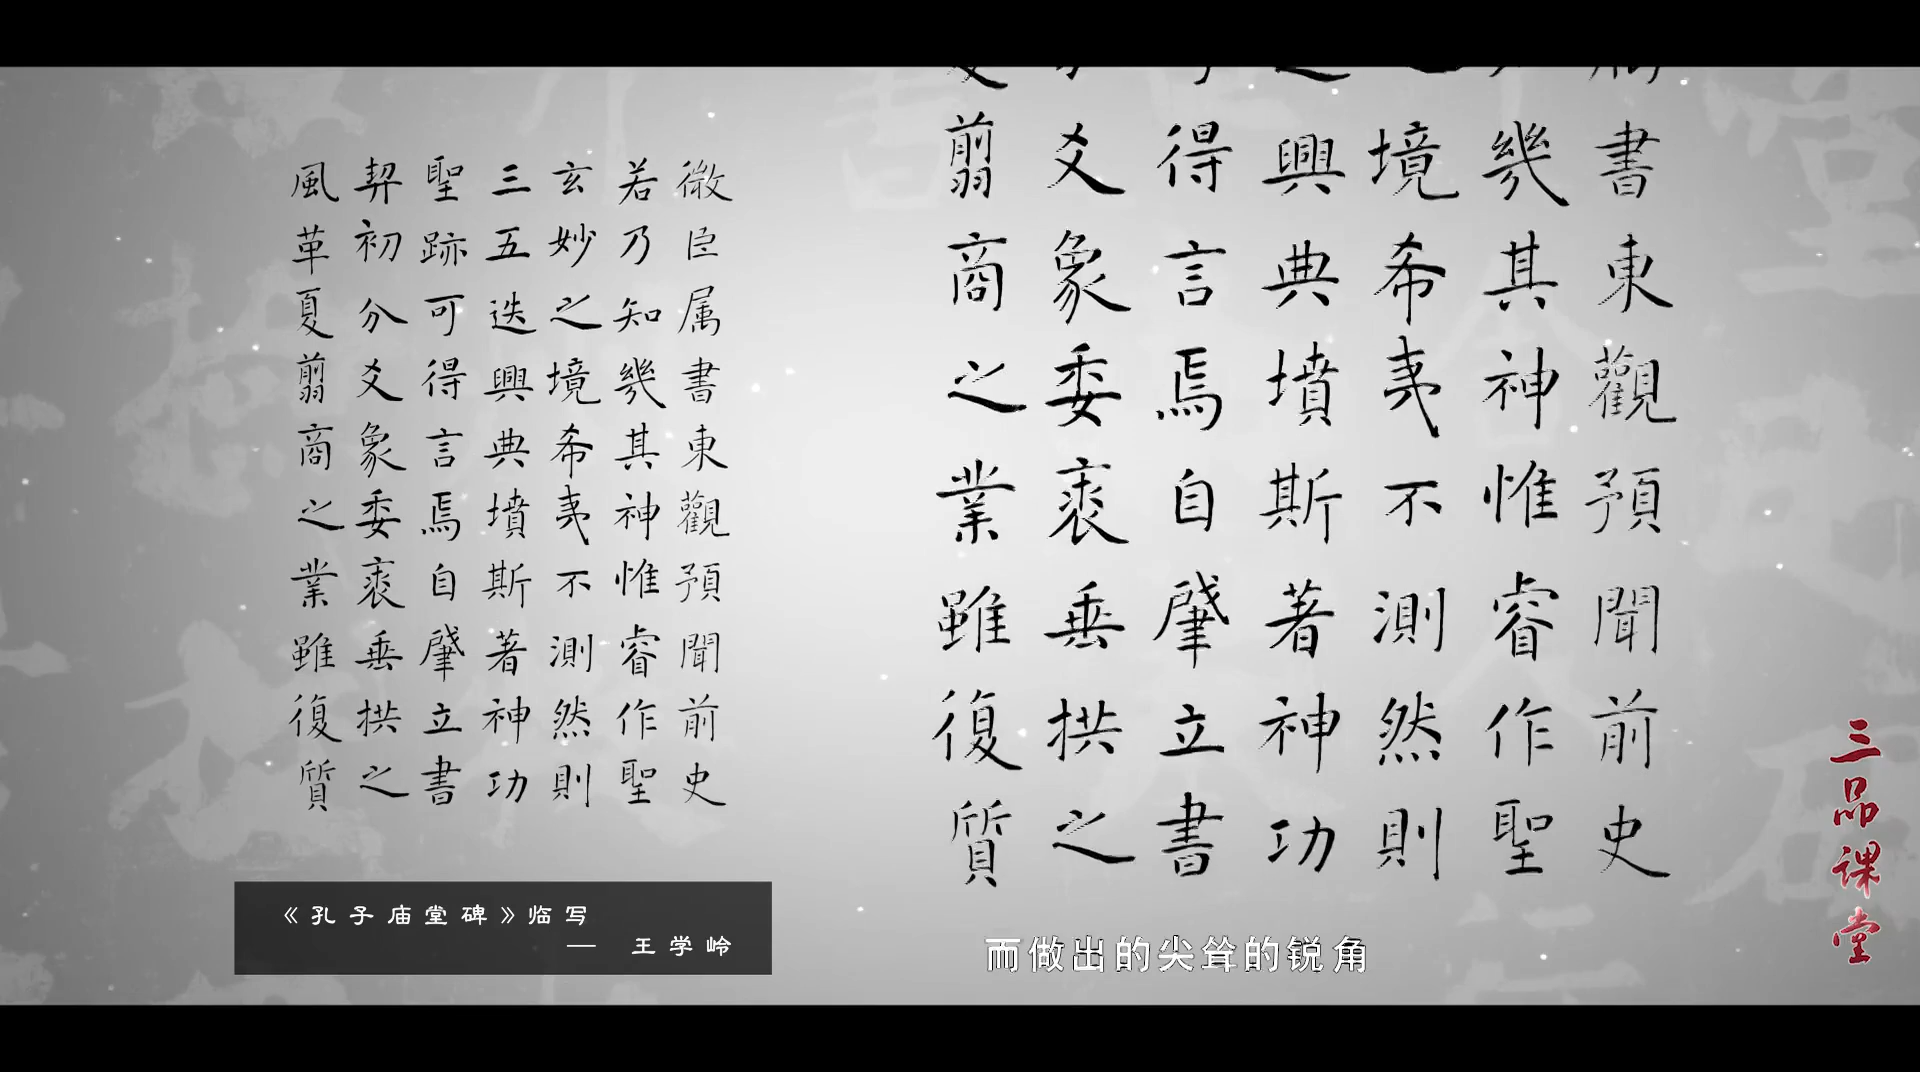 微臣属書東觀預聞前史
若乃知幾其神惟睿作聖
玄妙之境希夷不測然則
三五迭興典墳斯著神功
聖跡可得言焉自肇立書
契初分爻象委裘垂拱之
風革夏翦商之業雖復質
書東觀預聞前史
幾其神惟睿作聖
境希夷不測然則
興典墳斯著神功
得言焉自肇立書
爻象委裘垂拱之
翦商之業雖復質
《孔子庙堂碑》临写
— 王学岭
而做出的尖耸的锐角
三品课堂